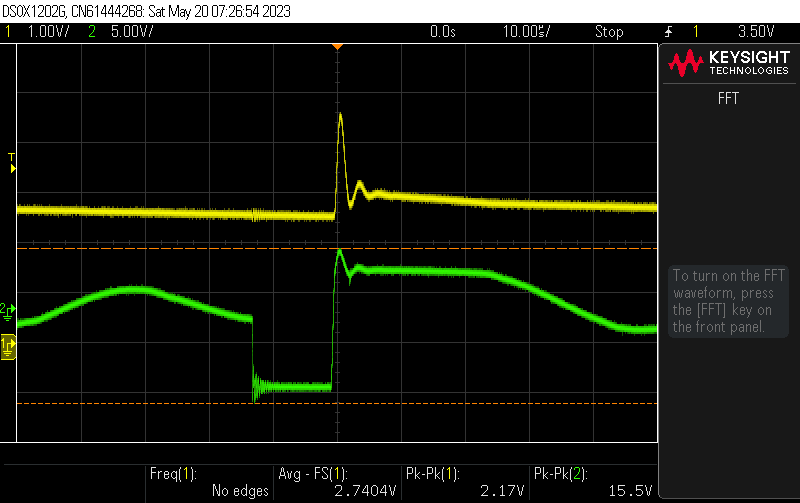 DSOX1202G, CN61444268: Sat May 20 07:26:54 2023
1 1.00V/ 2 5.00V/ 0.0s 10.00us/ Stop 1 3.50V
KEYSIGHT
TECHNOLOGIES
FFT
T
To turn on the FFT
waveform, press
the [FFT] key on
the front panel.
2
1
Freq(1): Avg - FS(1): Pk-Pk(1): Pk-Pk(2):
No edges 2.7404V 2.17V 15.5V